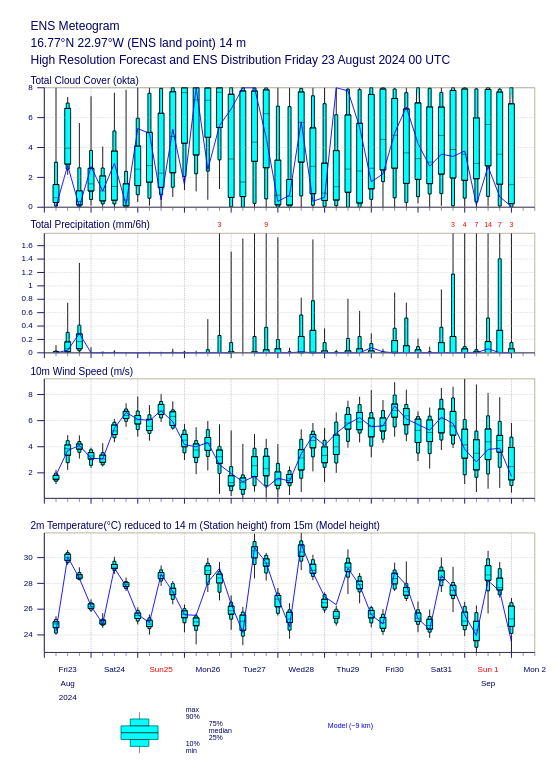 ENS Meteogram
16.77°N 22.97°W (ENS land point) 14 m
High Resolution Forecast and ENS Distribution Friday 23 August 2024 00 UTC
Total Cloud Cover (okta)
8
6
4
2
0
Total Precipitation (mm/6h)
3 9 3 4 7 14 7 3
1.6
1.4
1.2
1
0.8
0.6
0.4
0.2
0
10m Wind Speed (m/s)
8
6
4
2
2m Temperature(°C) reduced to 14 m (Station height) from 15m (Model height)
30
28
26
24
Fri23 Sat24 Sun25 Mon26 Tue27 Wed28 Thu29 Fri30 Sat31 Sun 1 Mon 2
Aug Sep
2024
max
90%
75%
median
25%
10%
min
Model (~9 km)